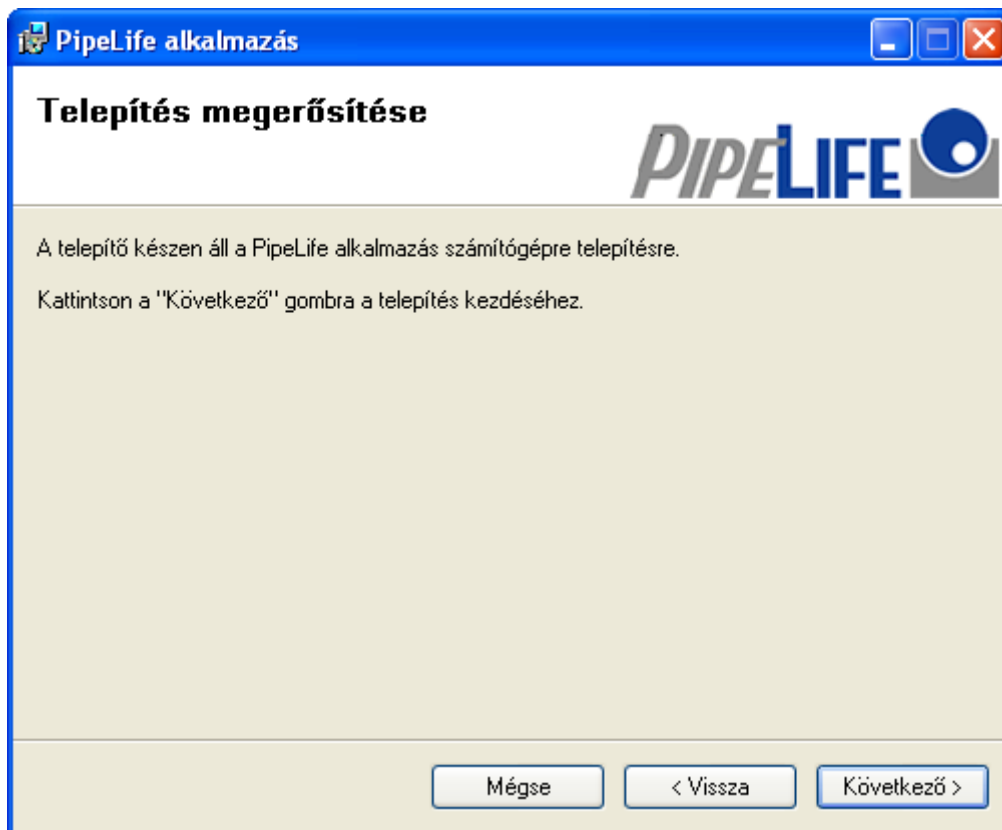 PipeLife alkalmazás
Telepítés megerősítése
PIPELIFE
A telepítő készen áll a PipeLife alkalmazás számítógépre telepítésre.
Kattintson a "Következő" gombra a telepítés kezdéséhez.
Mégse
< Vissza
Következő >